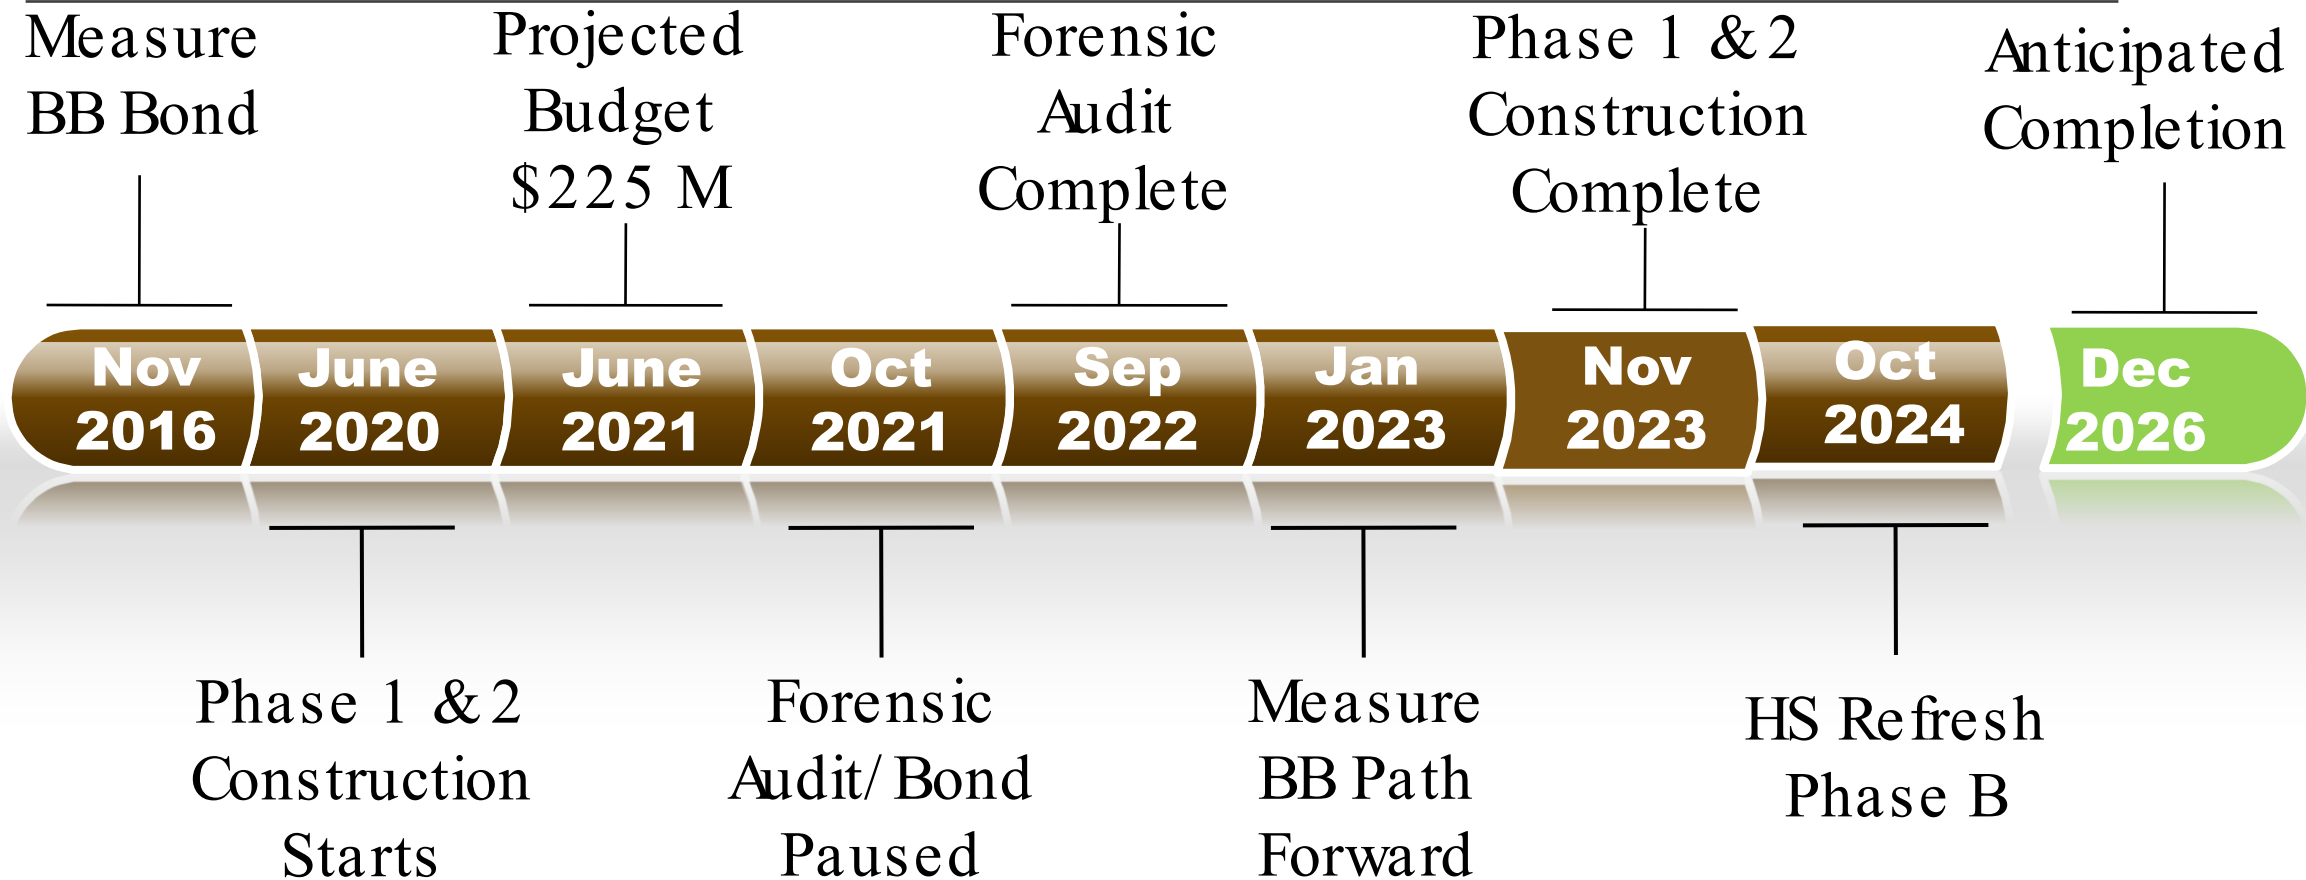 Measure
BB Bond
Projected
Budget
$225 M
Forensic
Audit
Complete
Phase 1 & 2
Construction
Complete
Anticipated
Completion
Nov
2016
June
2020
June
2021
Oct
2021
Sep
2022
Jan
2023
Nov
2023
Oct
2024
Dec
2026
Phase 1 & 2
Construction
Starts
Forensic
Audit/ Bond
Paused
Measure
BB Path
Forward
HS Refresh
Phase B